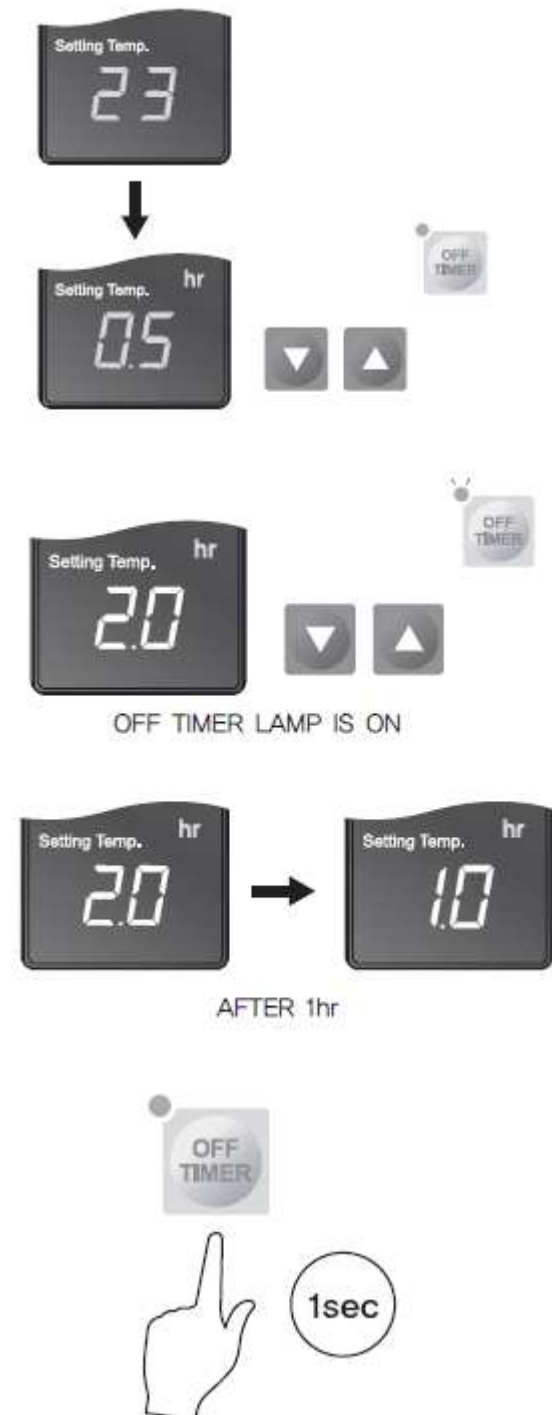 Setting Temp.
23
hr
Setting Temp.
0.5
OFF
TIMER
OFF
TIMER
hr
Setting Temp.
2.0
OFF TIMER LAMP IS ON
hr
Setting Temp.
2.0
hr
Setting Temp.
1.0
AFTER 1hr
OFF
TIMER
1sec